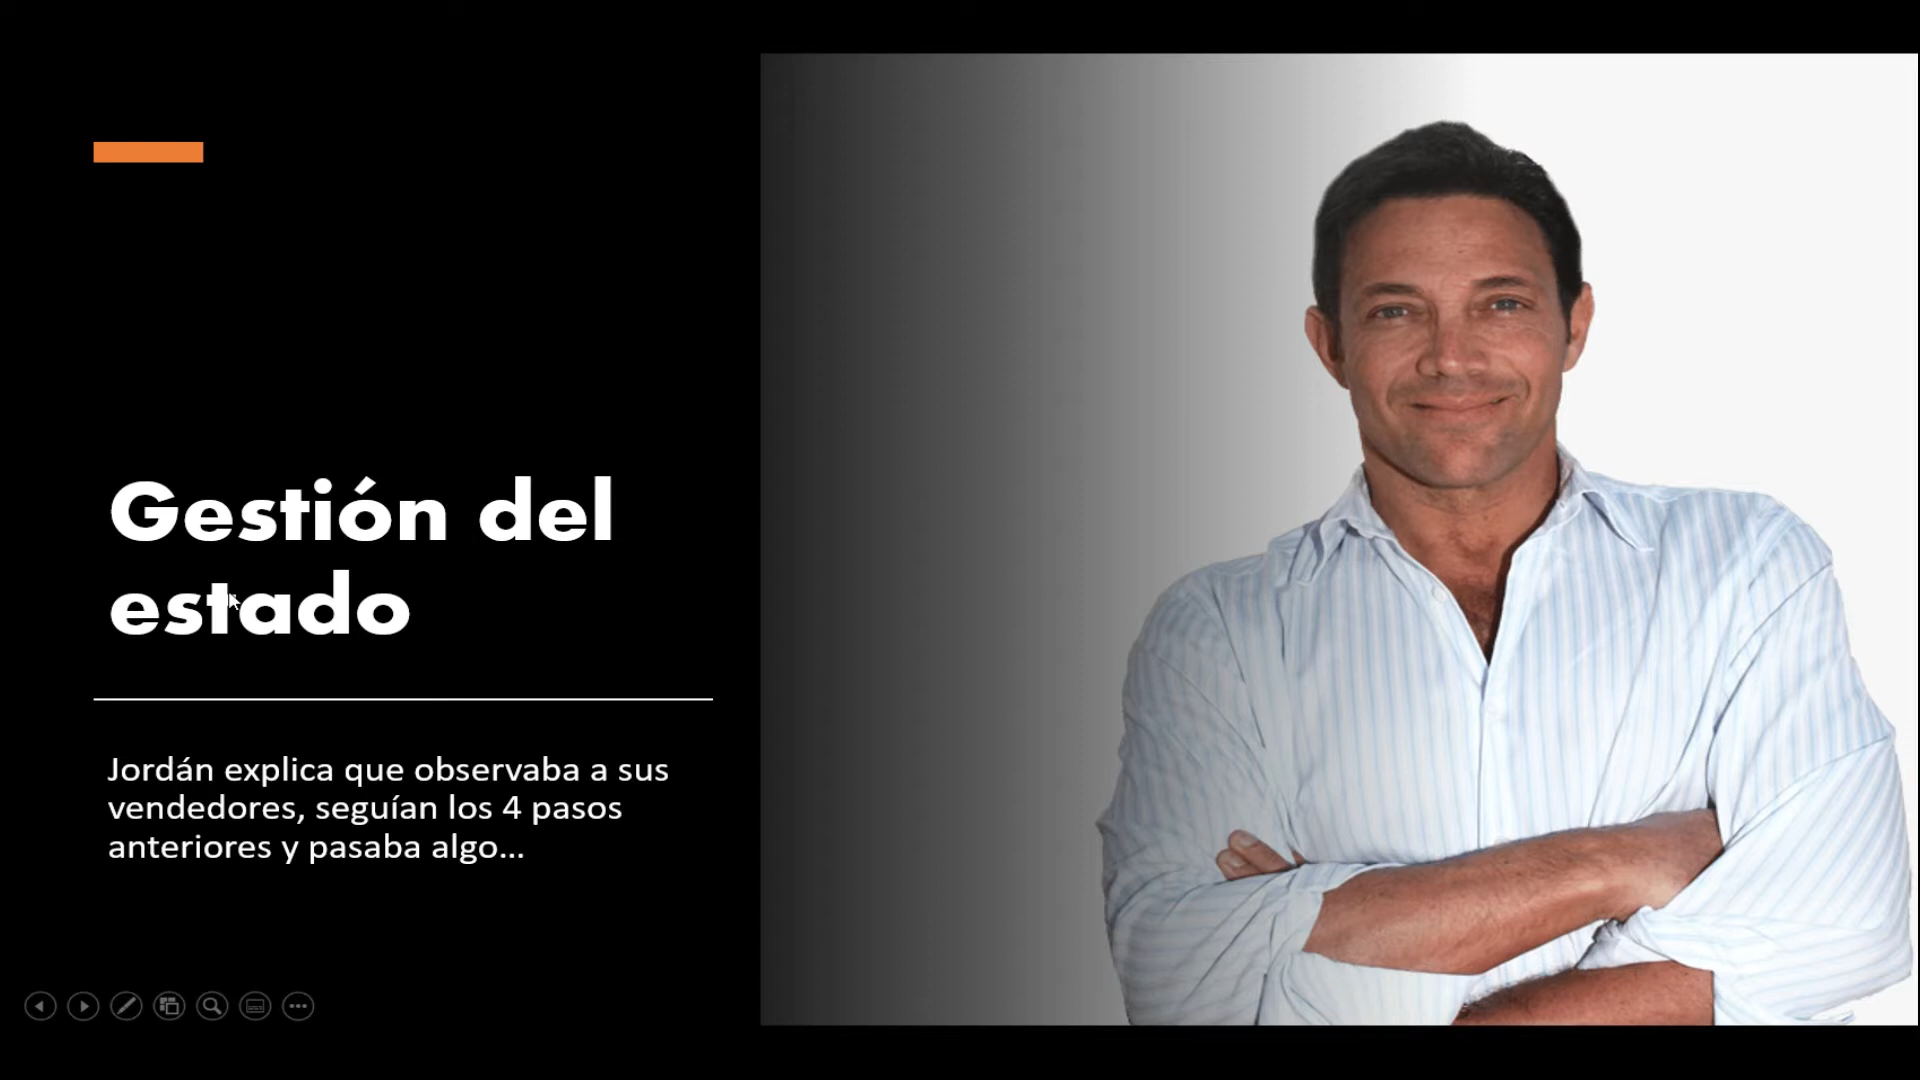 Gestión del
estado
Jordán explica que observaba a sus
vendedores, seguían los 4 pasos
anteriores y pasaba algo...